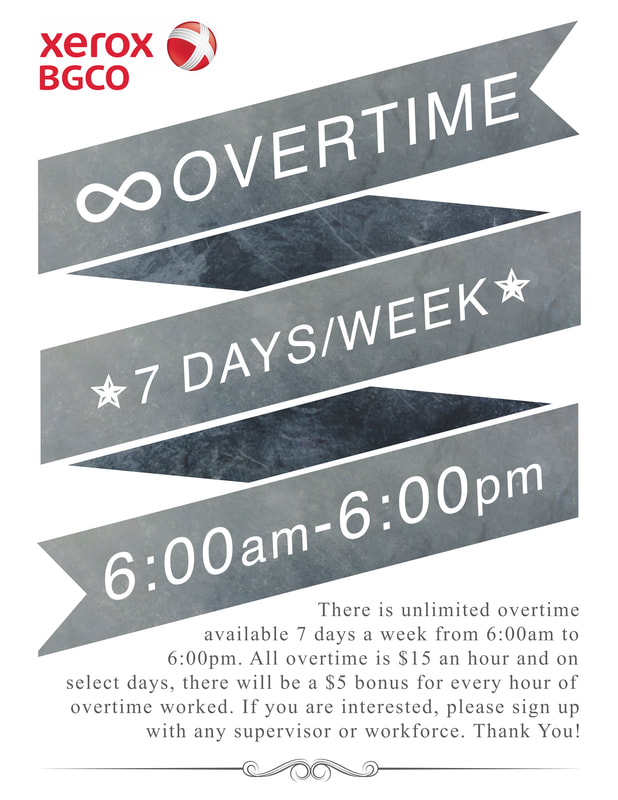 xerox
BGCO
∞OVERTIME
7 DAYS/WEEK
6:00am-6:00pm
There is unlimited overtime
available 7 days a week from 6:00am to
6:00pm. All overtime is $15 an hour and on
select days, there will be a $5 bonus for every hour of
overtime worked. If you are interested, please sign up
with any supervisor or workforce. Thank You!